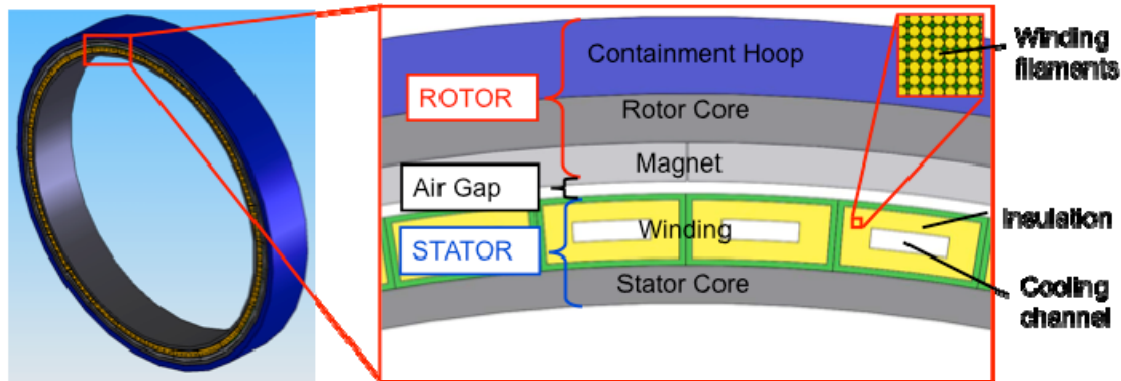 Containment Hoop
Winding
filaments
ROTOR
Rotor Core
Magnet
Air Gap
Insulation
Winding
STATOR
Stator Core
Cooling
channel